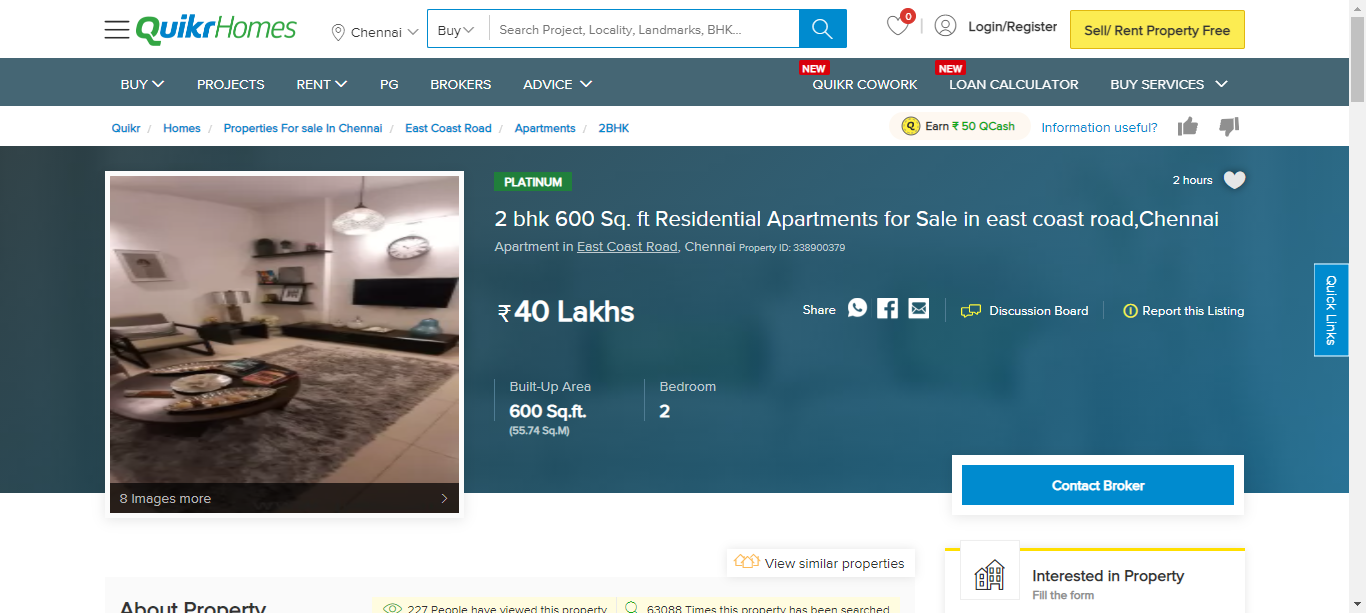 QuikrHomes
Chennai
Buy
Search Project, Locality, Landmarks, BHK...
0
Login/Register
Sell/ Rent Property Free
BUY
PROJECTS
RENT
PG
BROKERS
ADVICE
NEW
QUIKR COWORK
NEW
LOAN CALCULATOR
BUY SERVICES
Quikr / Homes / Properties For sale In Chennai / East Coast Road / Apartments / 2BHK
Q Earn ₹ 50 QCash
Information useful?
PLATINUM
2 hours
2 bhk 600 Sq. ft Residential Apartments for Sale in east coast road,Chennai
Apartment in East Coast Road, Chennai Property ID: 338900379
₹ 40 Lakhs
Share
Discussion Board
Report this Listing
Quick Links
Built-Up Area
600 Sq.ft.
(55.74 Sq.M)
Bedroom
2
8 Images more
Contact Broker
View similar properties
Interested in Property
Fill the form
About Property
227 People have viewed this property
63088 Times this property has been searched